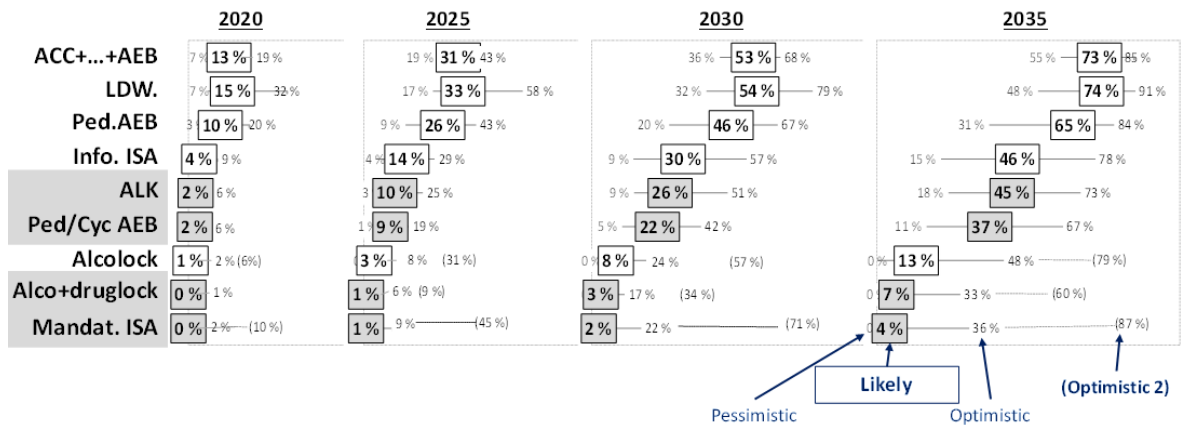 2020 2025 2030 2035
ACC+...+AEB 7 % 13 % 19 % 19 % 31 % 43 % 36 % 53 % 68 % 55 % 73 % 85 %
LDW. 7 % 15 % 32 % 17 % 33 % 58 % 32 % 54 % 79 % 48 % 74 % 91 %
Ped.AEB 3 10 % 20 % 9 % 26 % 43 % 20 % 46 % 67 % 31 % 65 % 84 %
Info. ISA 4 % 9 % 4 % 14 % 29 % 9 % 30 % 57 % 15 % 46 % 78 %
ALK 2 % 6 % 3 10 % 25 % 9 % 26 % 51 % 18 % 45 % 73 %
Ped/Cyc AEB 2 % 6 % 1 % 9 % 19 % 5 % 22 % 42 % 11 % 37 % 67 %
Alcolock 1 % 2 % (6%) 3 % 8 % (31 %) 0 % 8 % 24 % (57 %) 0 % 13 % 48 % (79 %)
Alco+druglock 0 % 1 % 1 % 6 % (9 %) 3 % 17 % (34 %) 0 7 % 33 % (60 %)
Mandat. ISA 0 % 2 % (10 %) 1 % 9 % (45 %) 2 % 22 % (71 %) 0 4 % 36 % (87 %)
Likely (Optimistic 2)
Pessimistic Optimistic